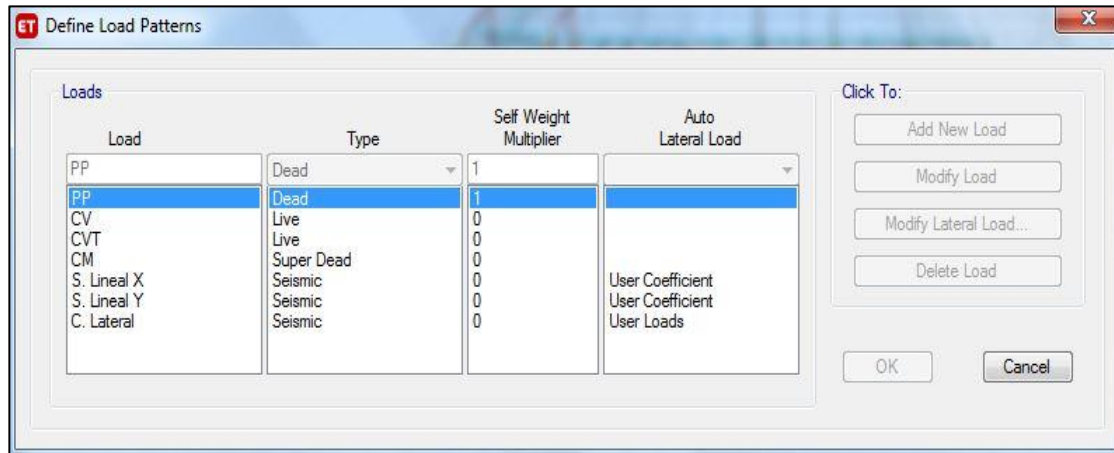 ET Define Load Patterns X
Loads
Click To:
Load Type Self Weight Multiplier Auto Lateral Load
PP Dead 1
PP Dead 1
CV Live 0
CVT Live 0
CM Super Dead 0
S. Lineal X Seismic 0 User Coefficient
S. Lineal Y Seismic 0 User Coefficient
C. Lateral Seismic 0 User Loads
Add New Load
Modify Load
Modify Lateral Load...
Delete Load
OK Cancel